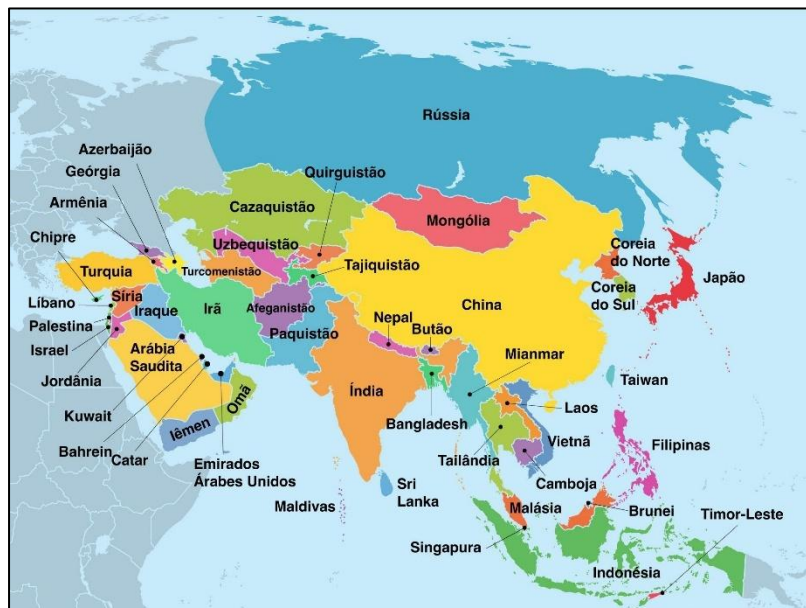 Rússia
Azerbaijão
Geórgia
Quirguistão
Armênia
Cazaquistão
Mongólia
Chipre
Uzbequistão
Coreia
do Norte
Turquia
Turcomenistão
Tajiquistão
Japão
Líbano
Síria
Coreia
do Sul
Iraque
Irã
Afeganistão
China
Palestina
Paquistão
Nepal
Butão
Israel
Arábia
Saudita
Mianmar
Jordânia
Taiwan
Omã
Índia
Kuwait
Laos
Iêmen
Bangladesh
Bahrein
Catar
Vietnã
Filipinas
Emirados
Árabes Unidos
Tailândia
Camboja
Sri
Lanka
Maldivas
Malásia
Brunei
Timor-Leste
Singapura
Indonésia